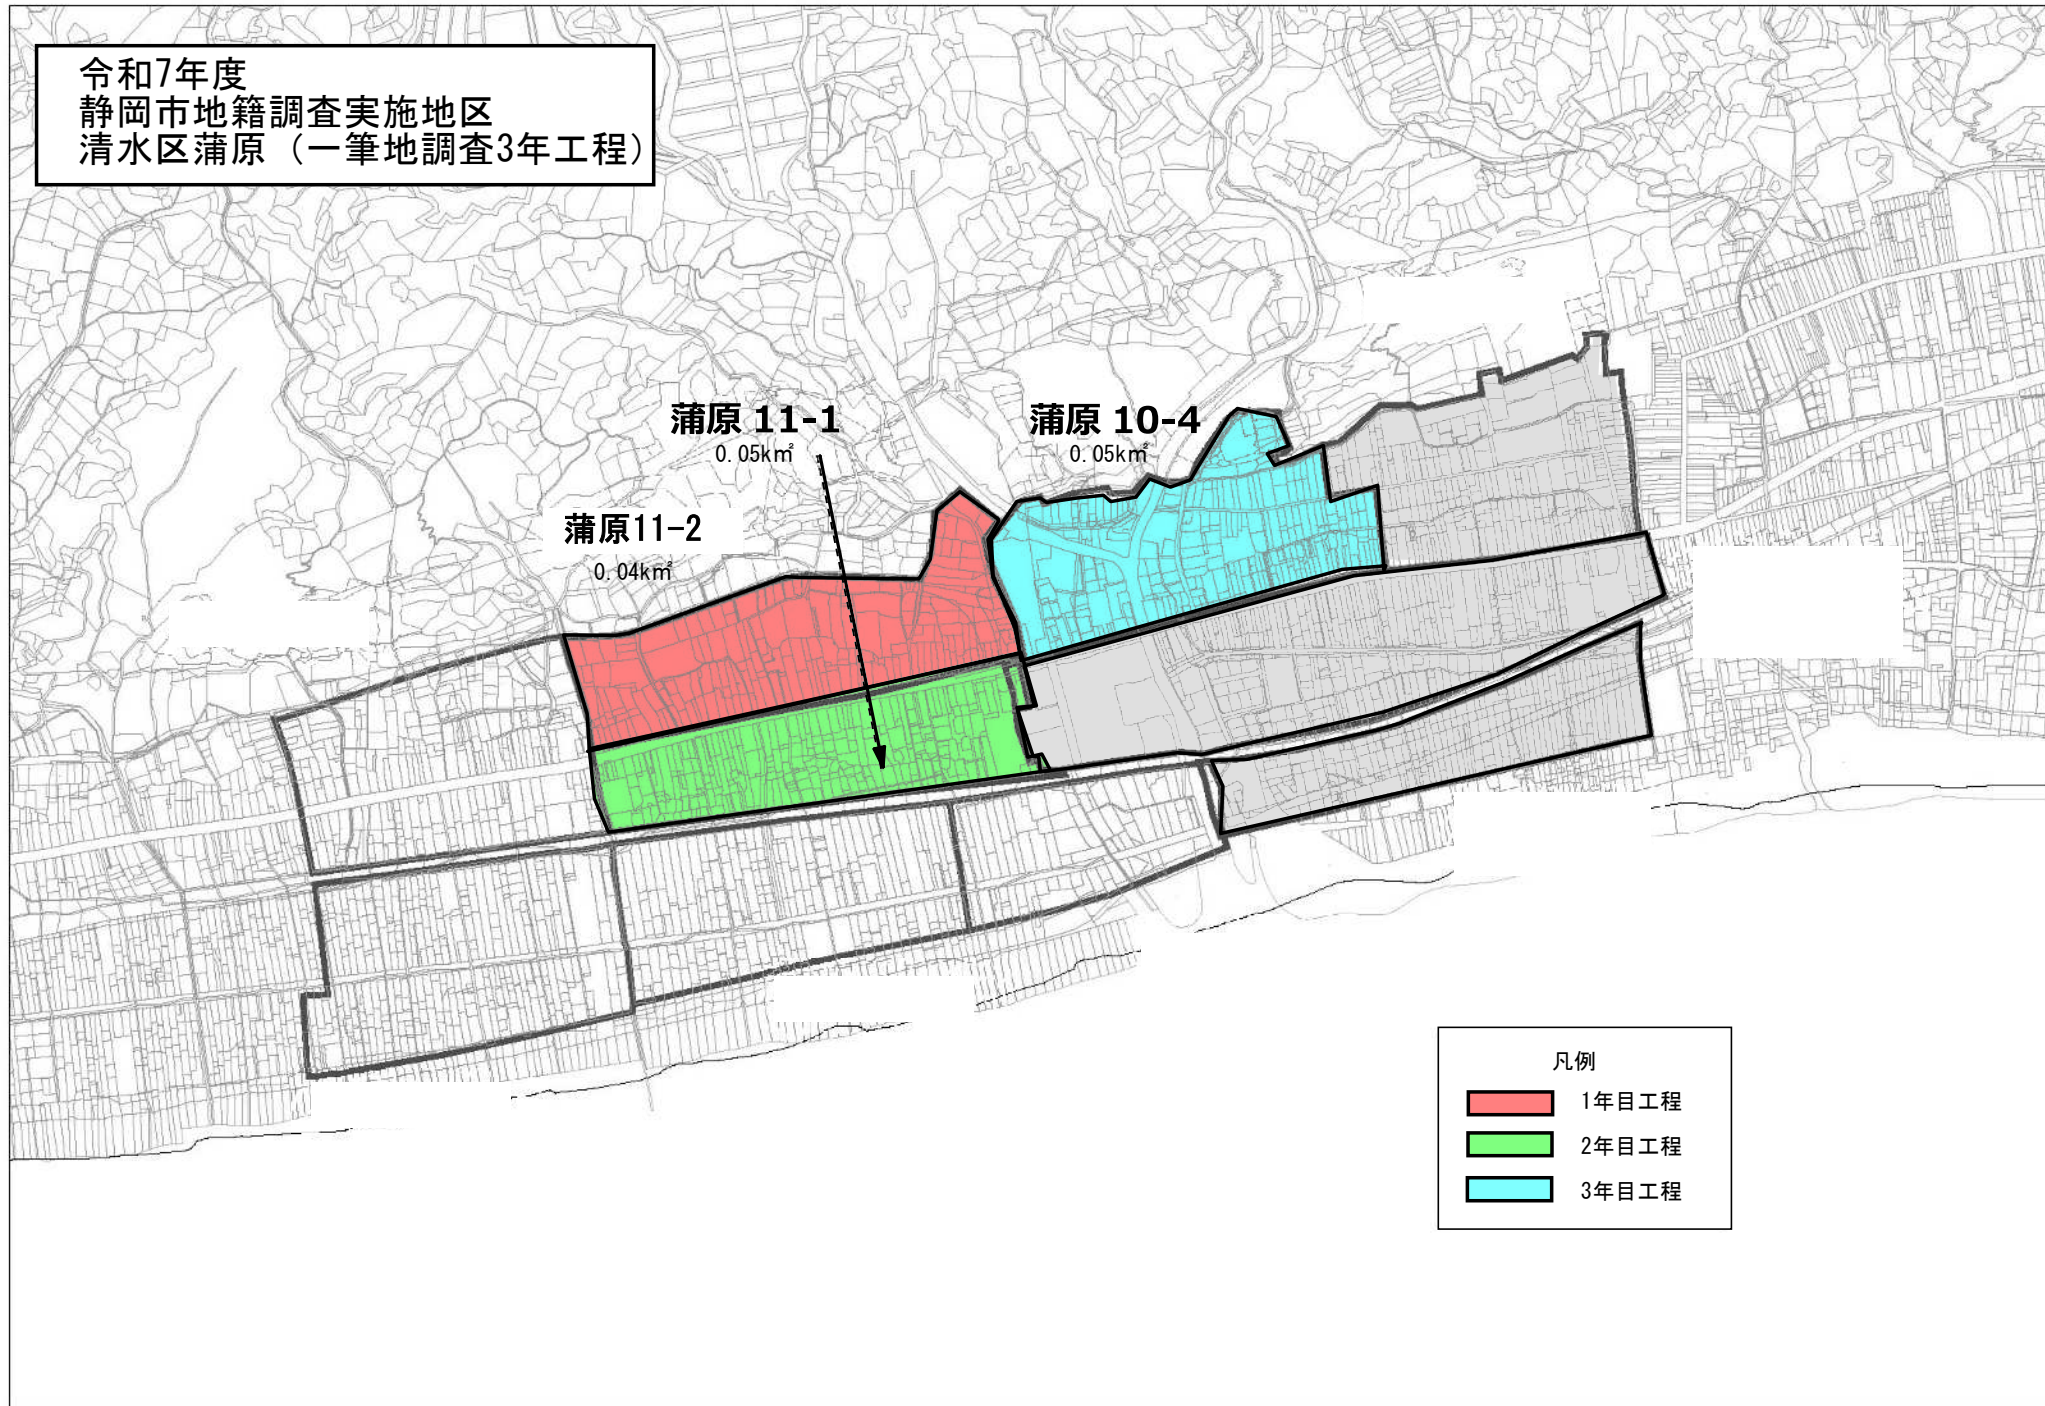 令和7年度
静岡市地籍調査実施地区
清水区蒲原（一筆地調査3年工程）
蒲原 11-1
0.05km²
蒲原 10-4
0.05km²
蒲原11-2
0.04km²
凡例
1年目工程
2年目工程
3年目工程